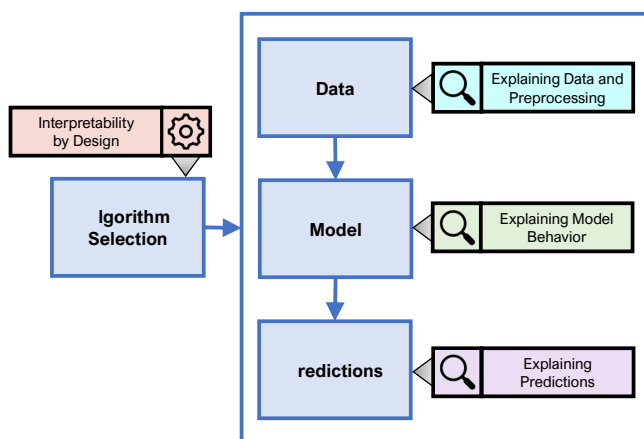 Data
Explaining Data and
Preprocessing
Interpretability
by Design
lgorithm
Selection
Model
Explaining Model
Behavior
redictions
Explaining
Predictions